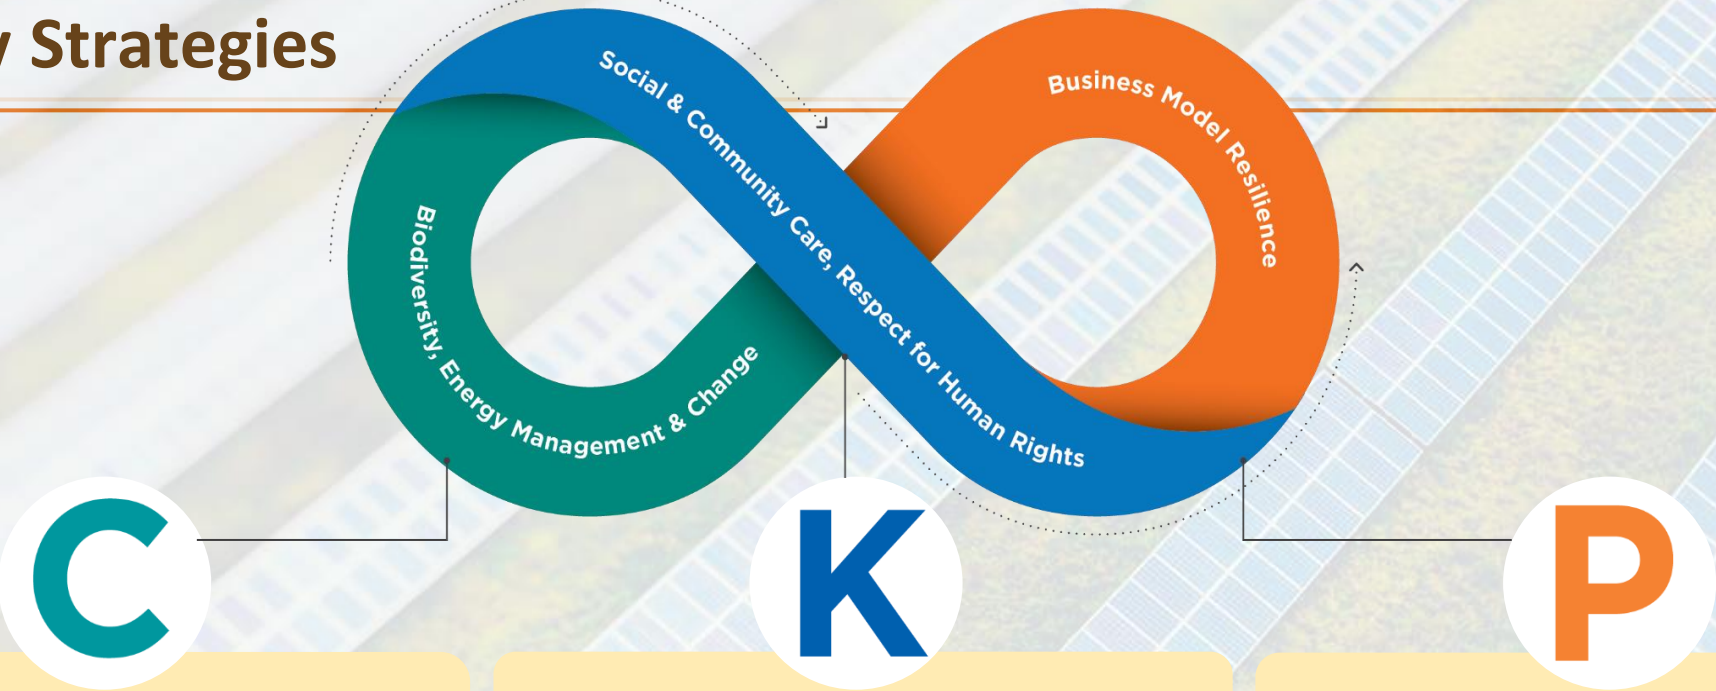 y Strategies
Social & Community Care, Respect for Human Rights
Business Model Resilience
Biodiversity, Energy Management & Change
C
K
P